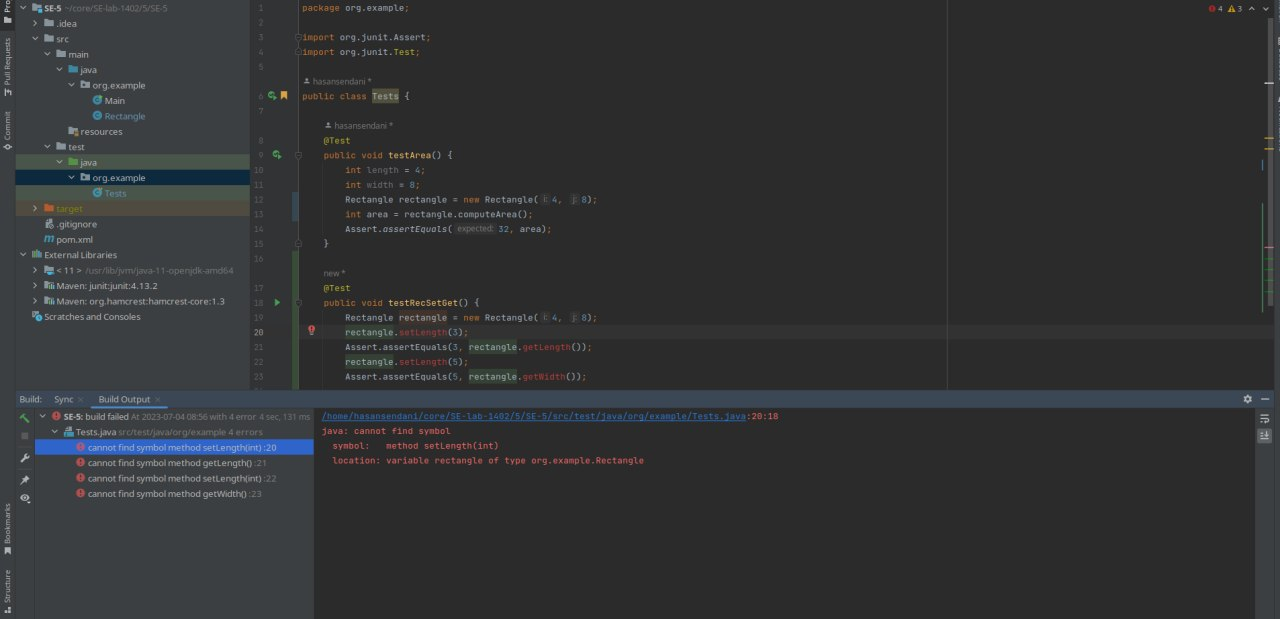 SE-5 ~/core/SE-lab-1402/5/SE-5
.idea
src
main
java
org.example
Main
Rectangle
resources
test
java
org.example
Tests
target
.gitignore
pom.xml
External Libraries
< 11 > /usr/lib/jvm/java-11-openjdk-amd64
Maven: junit:junit:4.13.2
Maven: org.hamcrest:hamcrest-core:1.3
Scratches and Consoles
Pull Requests
Commit
Bookmarks
Structure
4 3
1 package org.example;
2
3 import org.junit.Assert;
4 import org.junit.Test;
5
hasansendani *
6 public class Tests {
7
hasansendani *
8 @Test
9 public void testArea() {
10 int length = 4;
11 int width = 8;
12 Rectangle rectangle = new Rectangle( i: 4, j: 8);
13 int area = rectangle.computeArea();
14 Assert.assertEquals( expected: 32, area);
15 }
16
new *
17 @Test
18 public void testRecSetGet() {
19 Rectangle rectangle = new Rectangle( i: 4, j: 8);
20 rectangle.setLength(3);
21 Assert.assertEquals(3, rectangle.getLength());
22 rectangle.setLength(5);
23 Assert.assertEquals(5, rectangle.getWidth());
Build: Sync Build Output
SE-5: build failed At 2023-07-04 08:56 with 4 error 4 sec, 131 ms
Tests.java src/test/java/org/example 4 errors
cannot find symbol method setLength(int) :20
cannot find symbol method getLength() :21
cannot find symbol method setLength(int) :22
cannot find symbol method getWidth() :23
/home/hasansendani/core/SE-lab-1402/5/SE-5/src/test/java/org/example/Tests.java:20:18
java: cannot find symbol
symbol: method setLength(int)
location: variable rectangle of type org.example.Rectangle